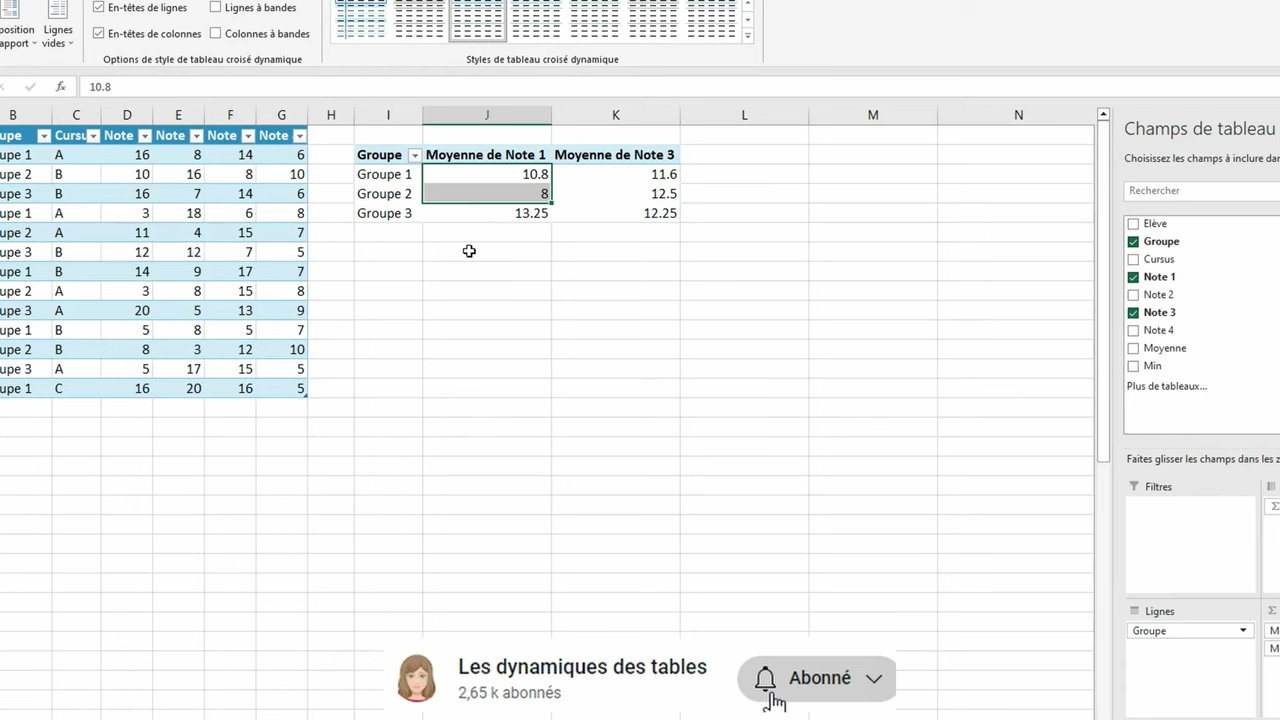 En-têtes de lignes
Lignes à bandes
position
Lignes
apport
vides
En-têtes de colonnes
Colonnes à bandes
Options de style de tableau croisé dynamique
Styles de tableau croisé dynamique
fx 10.8
B C D E F G H I J K L M N
upe Cursu Note Note Note Note
upe 1 A 16 8 14 6
upe 2 B 10 16 8 10
upe 3 B 16 7 14 6
upe 1 A 3 18 6 8
upe 2 A 11 4 15 7
upe 3 B 12 12 7 5
upe 1 B 14 9 17 7
upe 2 A 3 8 15 8
upe 3 A 20 5 13 9
upe 1 B 5 8 5 7
upe 2 B 8 3 12 10
upe 3 A 5 17 15 5
upe 1 C 16 20 16 5
Groupe Moyenne de Note 1 Moyenne de Note 3
Groupe 1 10.8 11.6
Groupe 2 8 12.5
Groupe 3 13.25 12.25
Champs de tableau
Choisissez les champs à inclure da
Rechercher
Elève
Groupe
Cursus
Note 1
Note 2
Note 3
Note 4
Moyenne
Min
Plus de tableaux...
Faites glisser les champs dans les z
Filtres
Lignes
Σ
Groupe
M
M
Les dynamiques des tables
2,65 k abonnés
Abonné